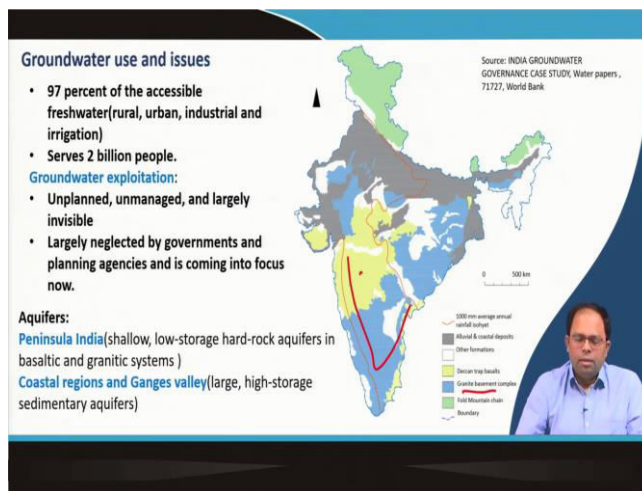 Groundwater use and issues
• 97 percent of the accessible
freshwater(rural, urban, industrial and
irrigation)
• Serves 2 billion people.
Groundwater exploitation:
• Unplanned, unmanaged, and largely
invisible
• Largely neglected by governments and
planning agencies and is coming into focus
now.
Aquifers:
Peninsula India(shallow, low-storage hard-rock aquifers in
basaltic and granitic systems )
Coastal regions and Ganges valley(large, high-storage
sedimentary aquifers)
Source: INDIA GROUNDWATER
GOVERNANCE CASE STUDY, Water papers ,
71727, World Bank
0 500 km
1000 mm average annual
rainfall isohyet
Alluvial & coastal deposits
Other formations
Deccan trap basalts
Granite basement complex
Fold Mountain chain
Boundary